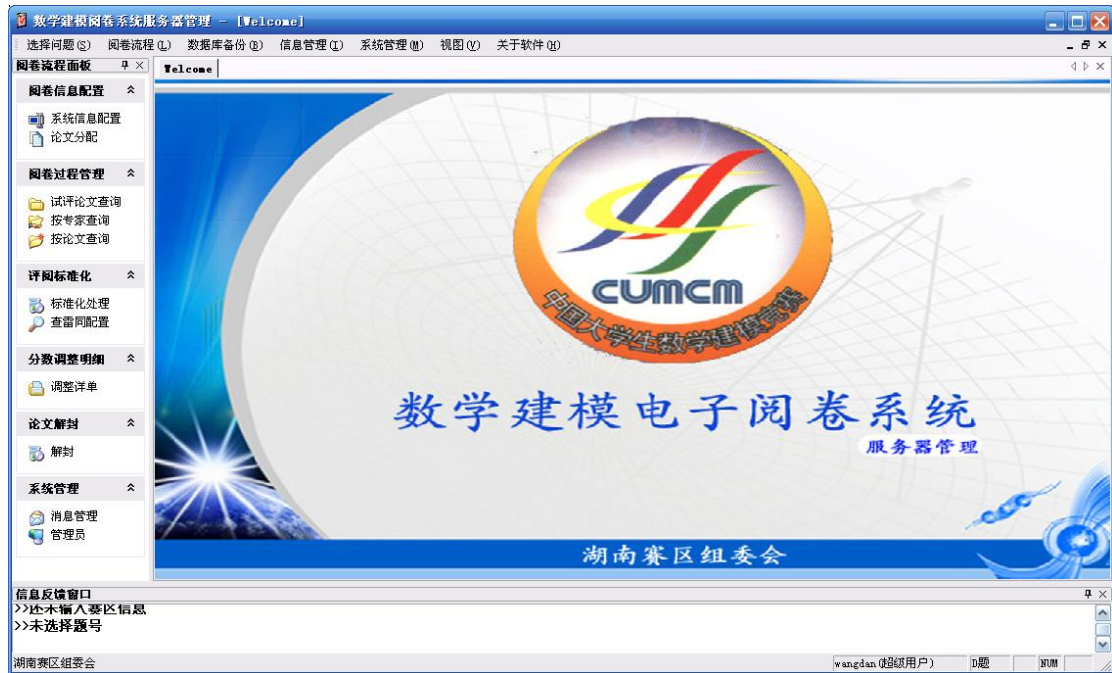 数学建模阅卷系统服务器管理 - [Welcome]
选择问题(S) 阅卷流程(L) 数据库备份(B) 信息管理(I) 系统管理(M) 视图(V) 关于软件(H)
阅卷流程面板
Welcome
阅卷信息配置
系统信息配置
论文分配
阅卷过程管理
试评论文查询
按专家查询
按论文查询
评阅标准化
标准化处理
查雷同配置
分数调整明细
调整详单
论文解封
解封
系统管理
消息管理
管理员
CUMCM
中国大学生数学建模竞赛
数学建模电子阅卷系统
服务器管理
湖南赛区组委会
信息反馈窗口
>>还未输入赛区信息
>>未选择题号
湖南赛区组委会
wangdan(超级用户) D题 NUM